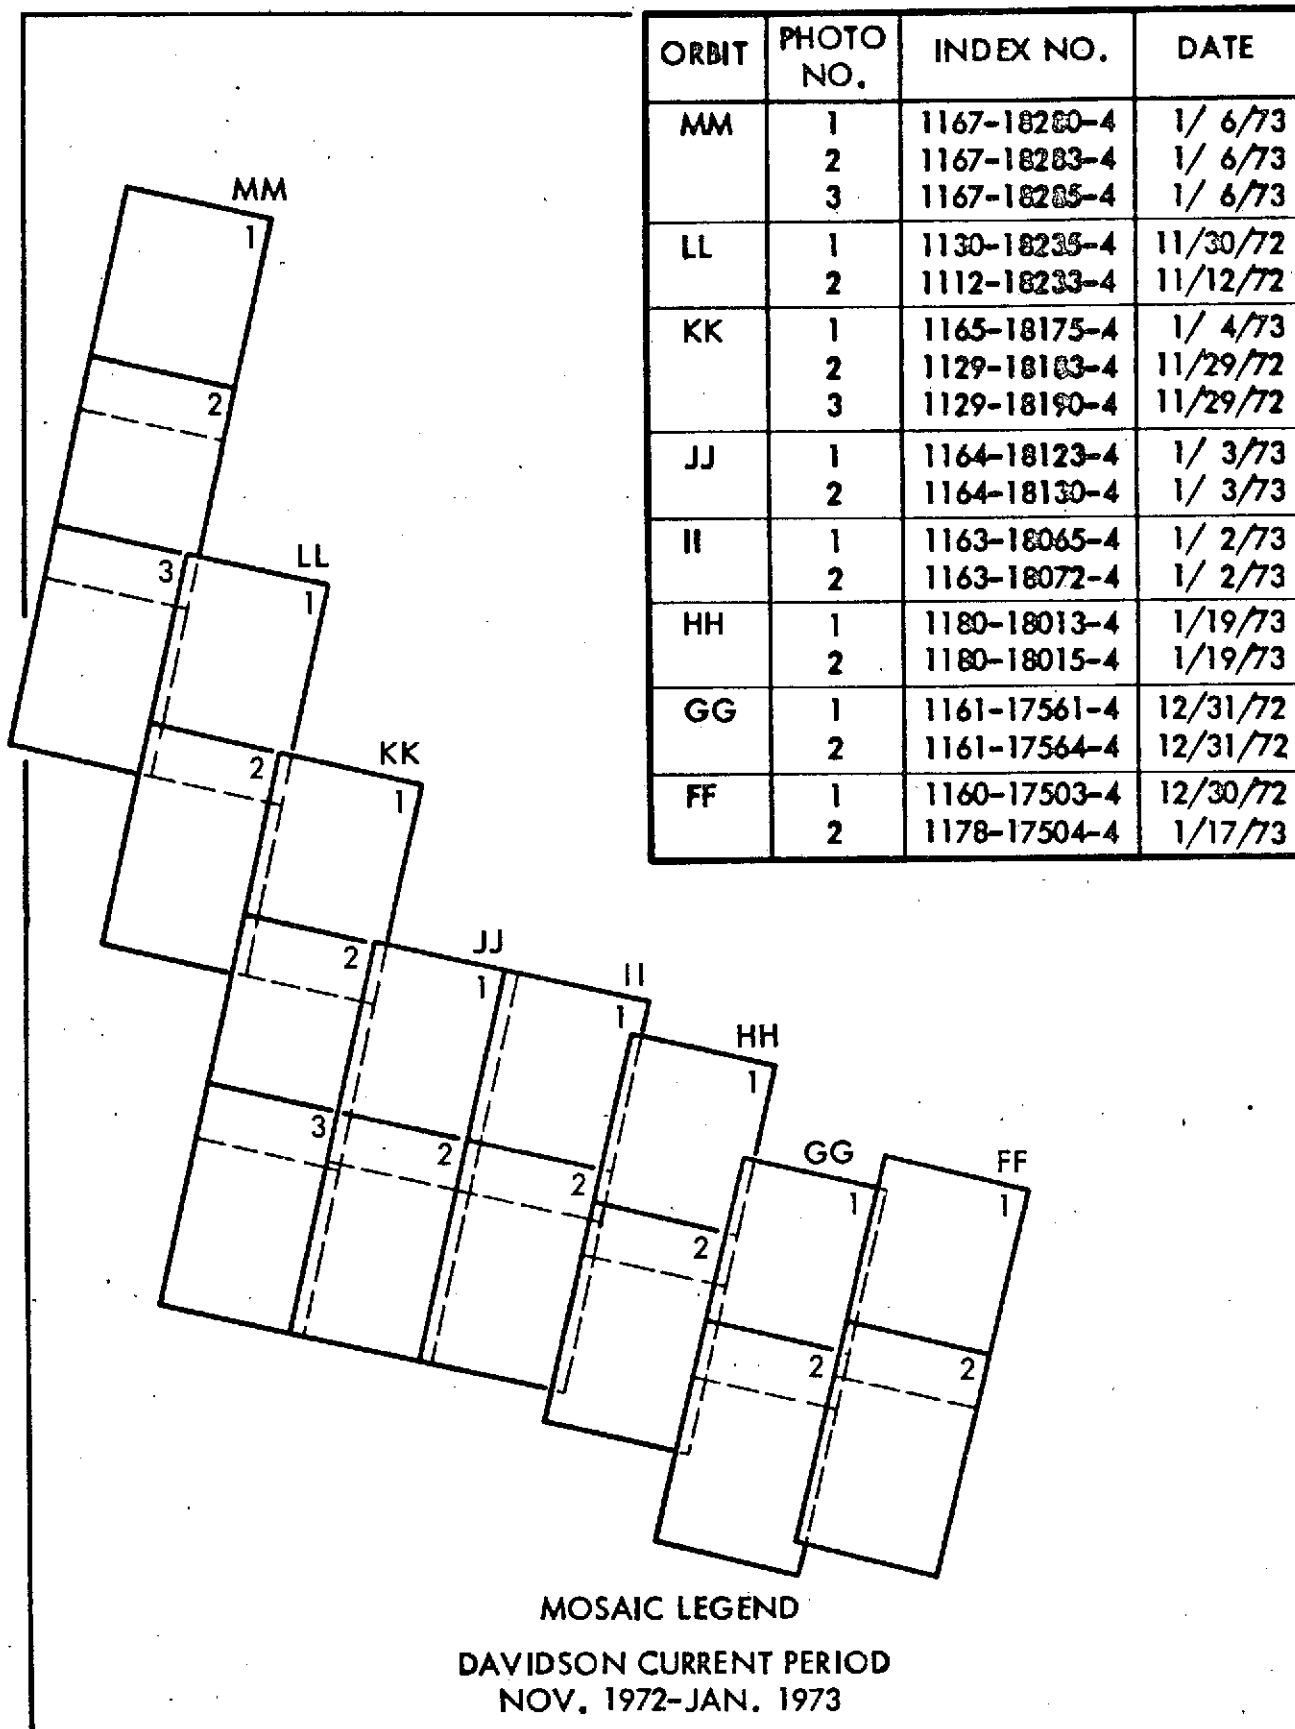 ORBIT PHOTO NO. INDEX NO. DATE
MM 1 1167-18280-4 1/ 6/73
2 1167-18283-4 1/ 6/73
3 1167-18285-4 1/ 6/73
LL 1 1130-18235-4 11/30/72
2 1112-18233-4 11/12/72
KK 1 1165-18175-4 1/ 4/73
2 1129-18183-4 11/29/72
3 1129-18190-4 11/29/72
JJ 1 1164-18123-4 1/ 3/73
2 1164-18130-4 1/ 3/73
II 1 1163-18065-4 1/ 2/73
2 1163-18072-4 1/ 2/73
HH 1 1180-18013-4 1/19/73
2 1180-18015-4 1/19/73
GG 1 1161-17561-4 12/31/72
2 1161-17564-4 12/31/72
FF 1 1160-17503-4 12/30/72
2 1178-17504-4 1/17/73
MM
1
2
3
LL
1
2
KK
1
2
3
JJ
1
2
II
1
2
HH
1
2
GG
1
2
FF
1
2
MOSAIC LEGEND
DAVIDSON CURRENT PERIOD
NOV. 1972-JAN. 1973